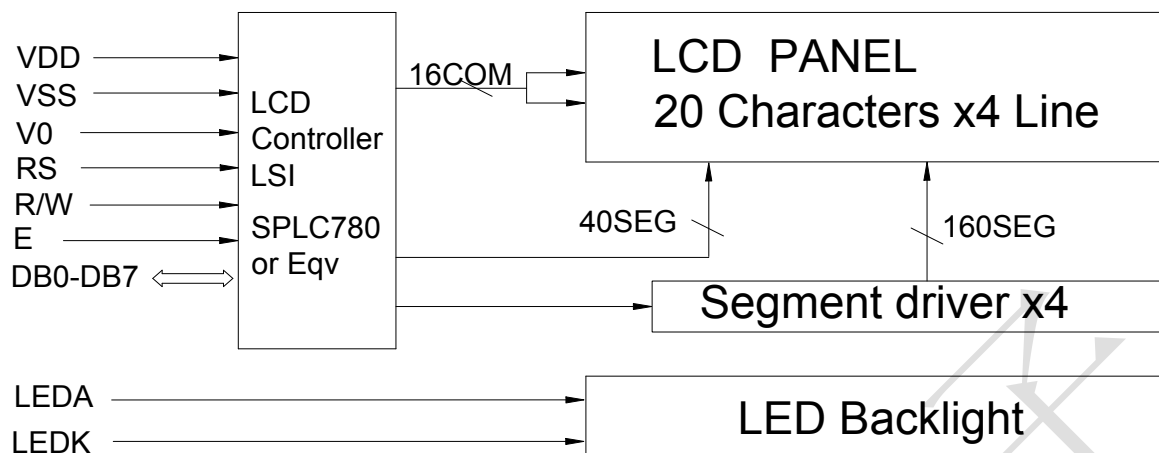 VDD
VSS
V0
RS
R/W
E
DB0-DB7
LCD
Controller
LSI
SPLC780
or Eqv
16COM
LCD PANEL
20 Characters x4 Line
40SEG
160SEG
Segment driver x4
LEDA
LEDK
LED Backlight